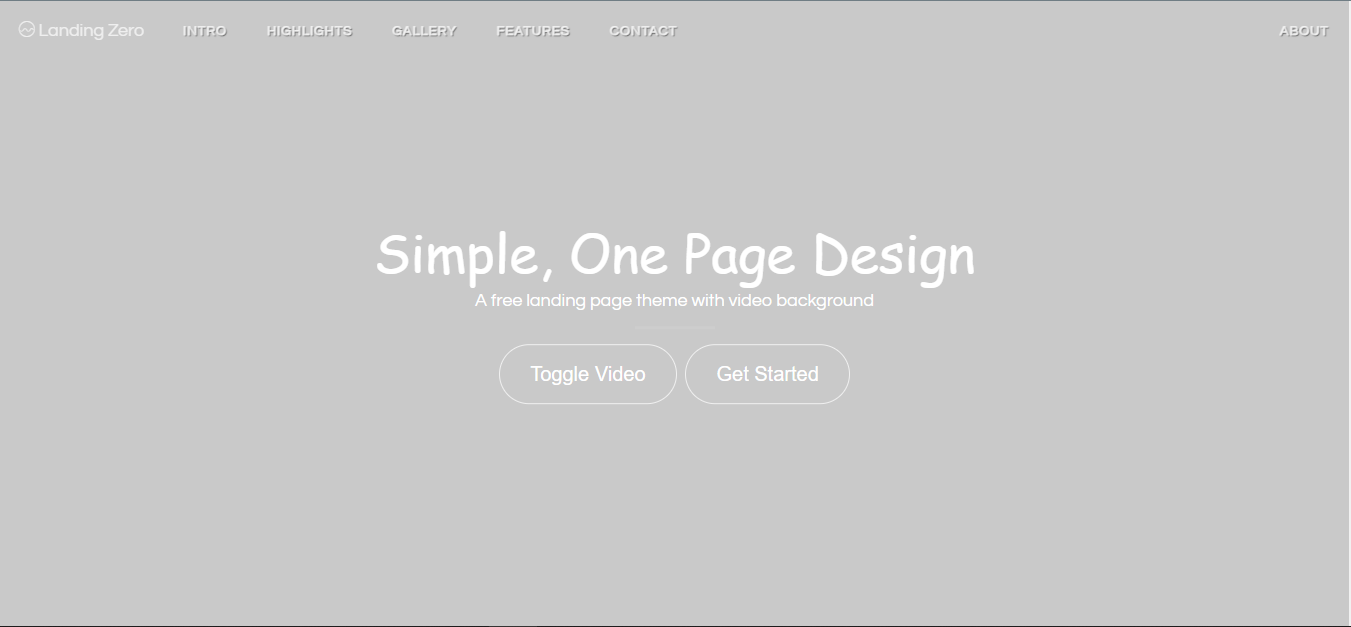 Landing Zero INTRO HIGHLIGHTS GALLERY FEATURES CONTACT ABOUT
Simple, One Page Design
A free landing page theme with video background
Toggle Video Get Started